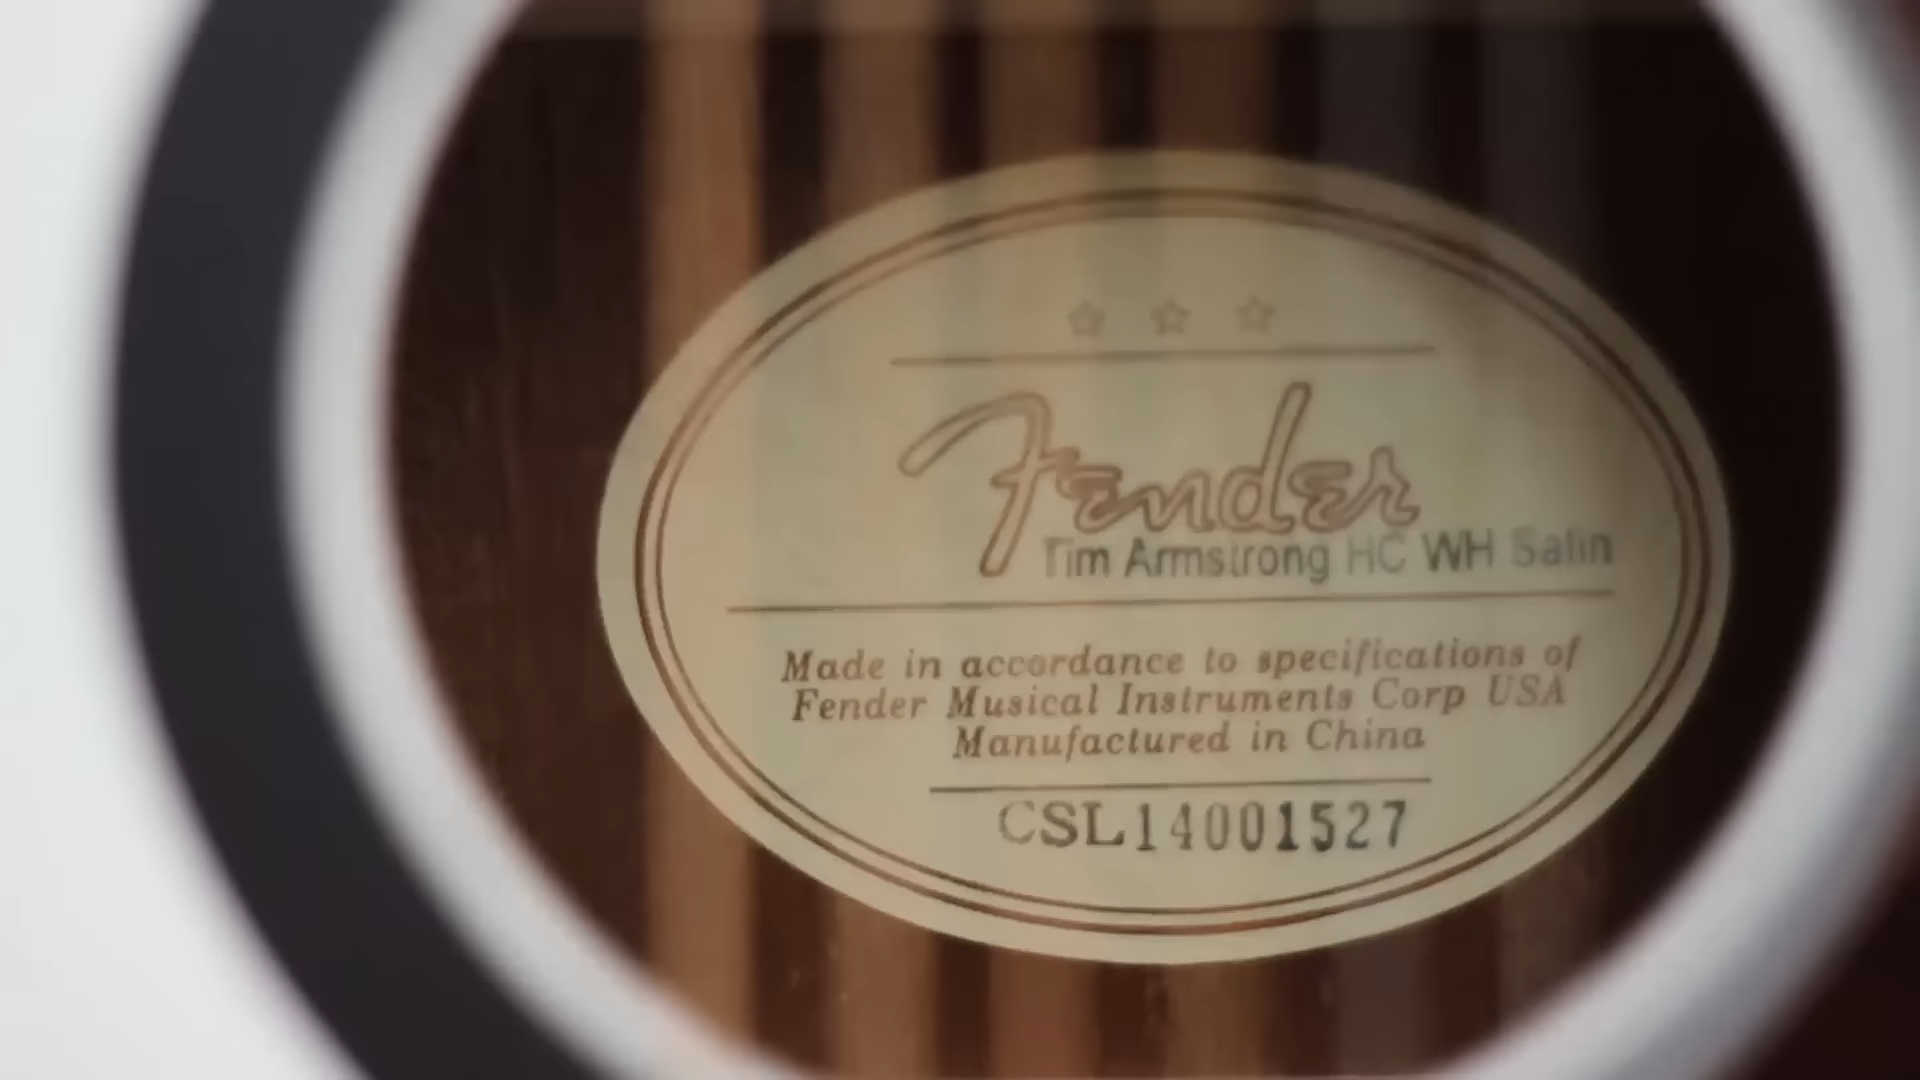 Fender
Tim Armstrong HC WH Satin
Made in accordance to specifications of
Fender Musical Instruments Corp USA
Manufactured in China
CSL14001527